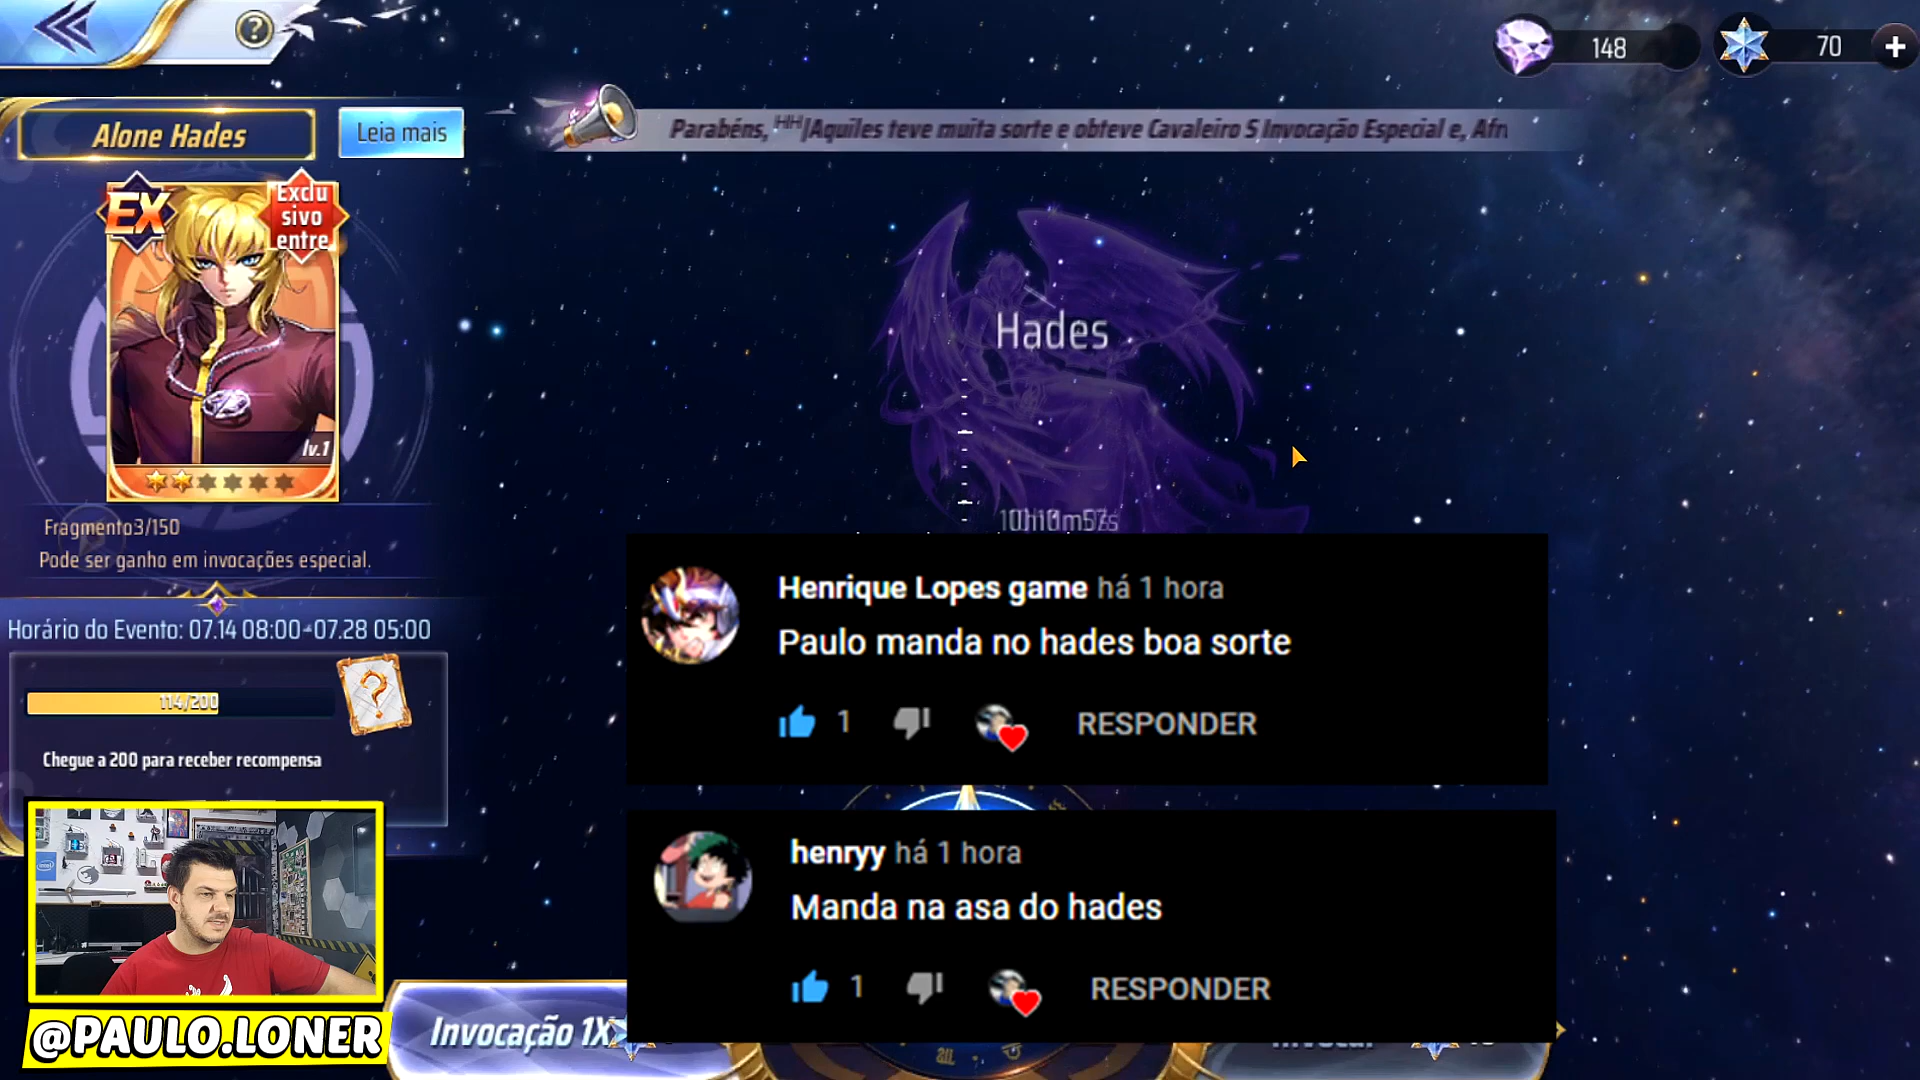 148
70
Alone Hades
Leia mais
Parabéns, HH|Aquiles teve muita sorte e obteve Cavaleiro S Invocação Especial e, Afr
EX
Exclu
sivo
entre
Hades
lv.1
Fragmento3/150
Pode ser ganho em invocações especial.
Horário do Evento: 07.14 08:00-07.28 05:00
114/200
Chegue a 200 para receber recompensa
Henrique Lopes game há 1 hora
Paulo manda no hades boa sorte
1 RESPONDER
henryy há 1 hora
Manda na asa do hades
1 RESPONDER
Invocação 1X
@PAULO.LONER